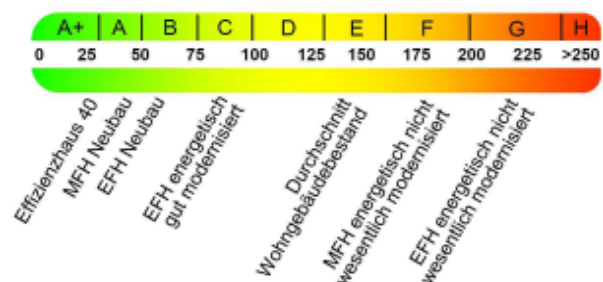 A+ A B C D E F G H
0 25 50 75 100 125 150 175 200 225 >250
Effizienzhaus 40
MFH Neubau
EFH Neubau
EFH energetisch
gut modernisiert
Durchschnitt
Wohngebäudebestand
MFH energetisch nicht
wesentlich modernisiert
EFH energetisch nicht
wesentlich modernisiert